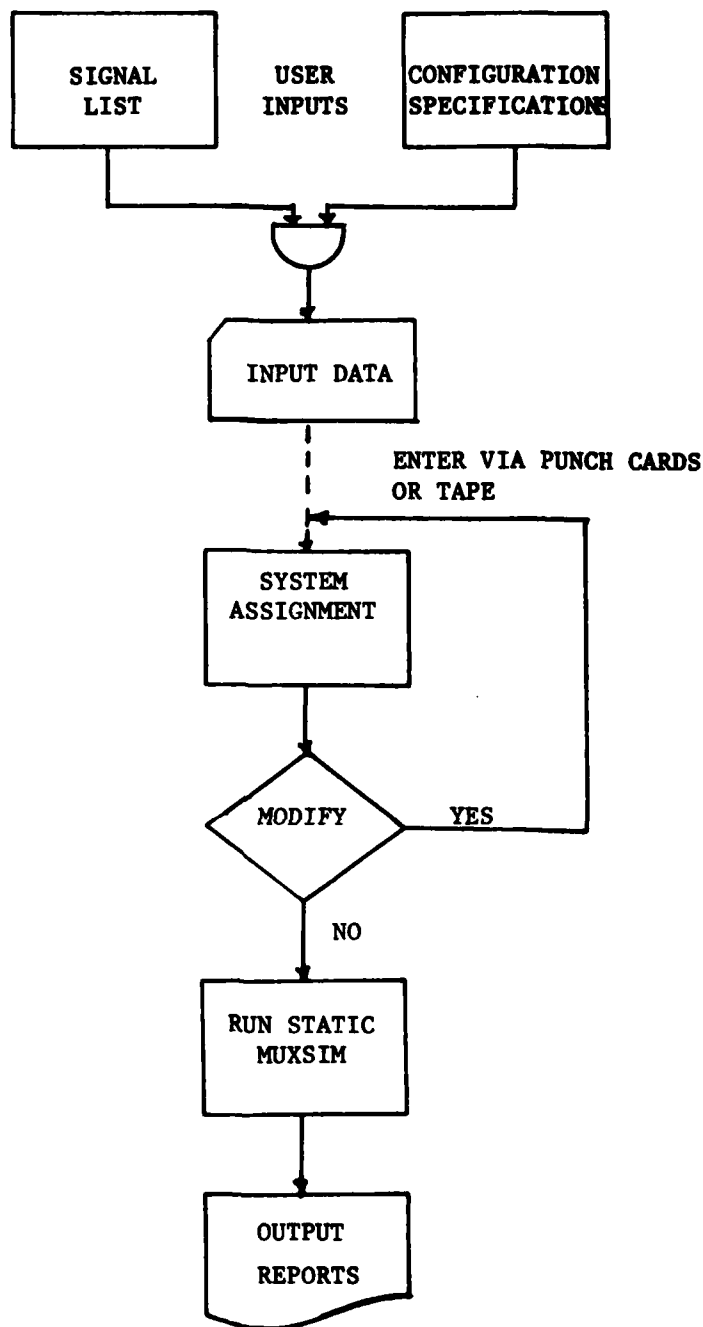 SIGNAL
LIST
USER
INPUTS
CONFIGURATION
SPECIFICATIONS
INPUT DATA
ENTER VIA PUNCH CARDS
OR TAPE
SYSTEM
ASSIGNMENT
MODIFY
YES
NO
RUN STATIC
MUXSIM
OUTPUT
REPORTS